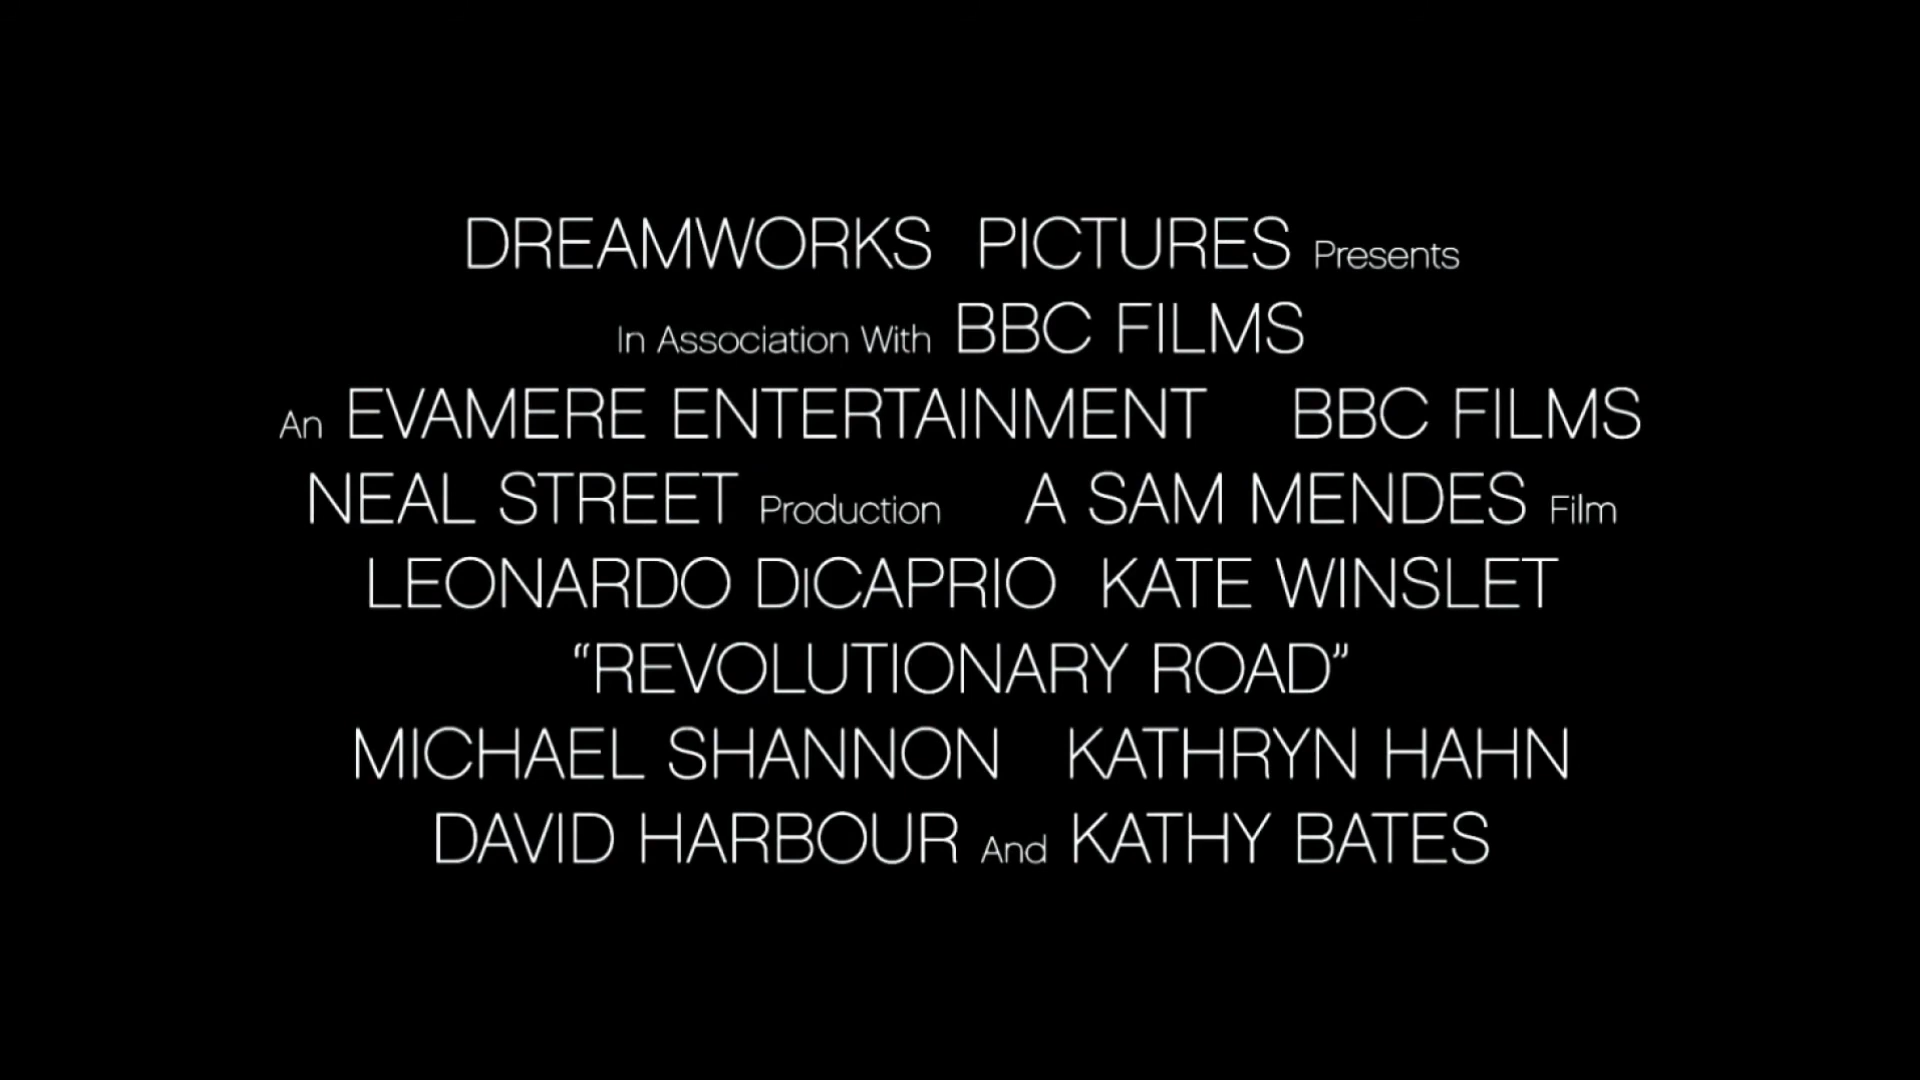 DREAMWORKS PICTURES Presents
In Association With BBC FILMS
An EVAMERE ENTERTAINMENT BBC FILMS
NEAL STREET Production A SAM MENDES Film
LEONARDO DiCAPRIO KATE WINSLET
“REVOLUTIONARY ROAD”
MICHAEL SHANNON KATHRYN HAHN
DAVID HARBOUR And KATHY BATES